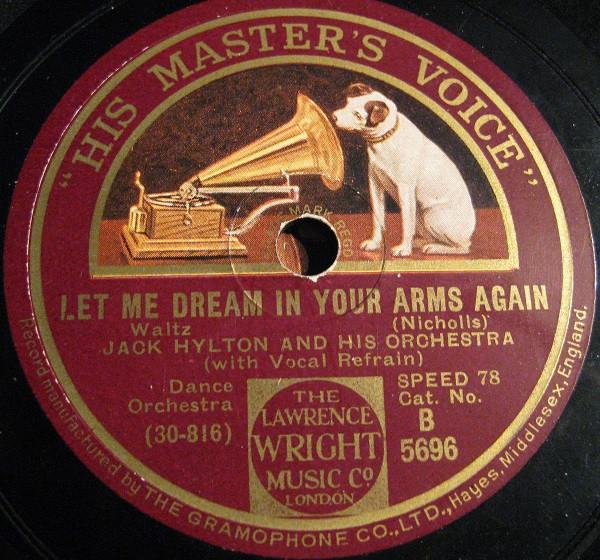 "HIS MASTER'S VOICE"
MARK REGD
LET ME DREAM IN YOUR ARMS AGAIN
Waltz (Nicholls)
JACK HYLTON AND HIS ORCHESTRA
(with Vocal Refrain)
Dance
Orchestra
(30-816)
THE
LAWRENCE
WRIGHT
MUSIC Co
LONDON
SPEED 78
Cat. No.
B
5696
Record manufactured by THE GRAMOPHONE CO., LTD., Hayes, Middlesex, England.